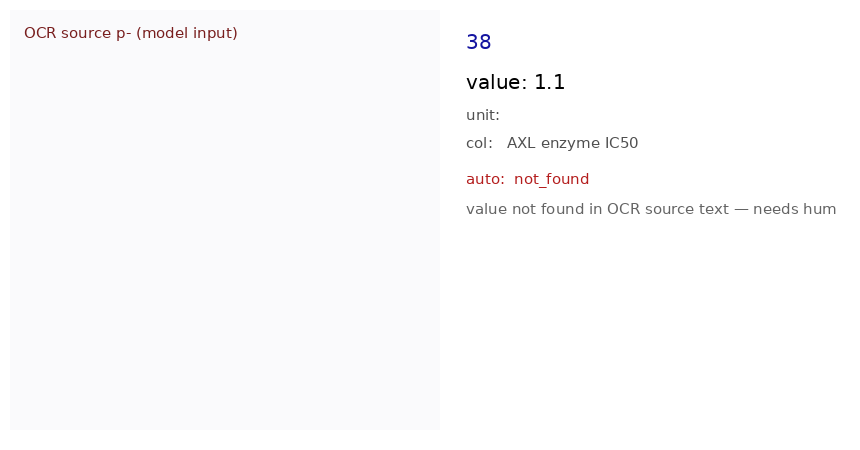 OCR source p- (model input)
38
value: 1.1
unit:
col:   AXL enzyme IC50
auto:  not_found
value not found in OCR source text — needs hum